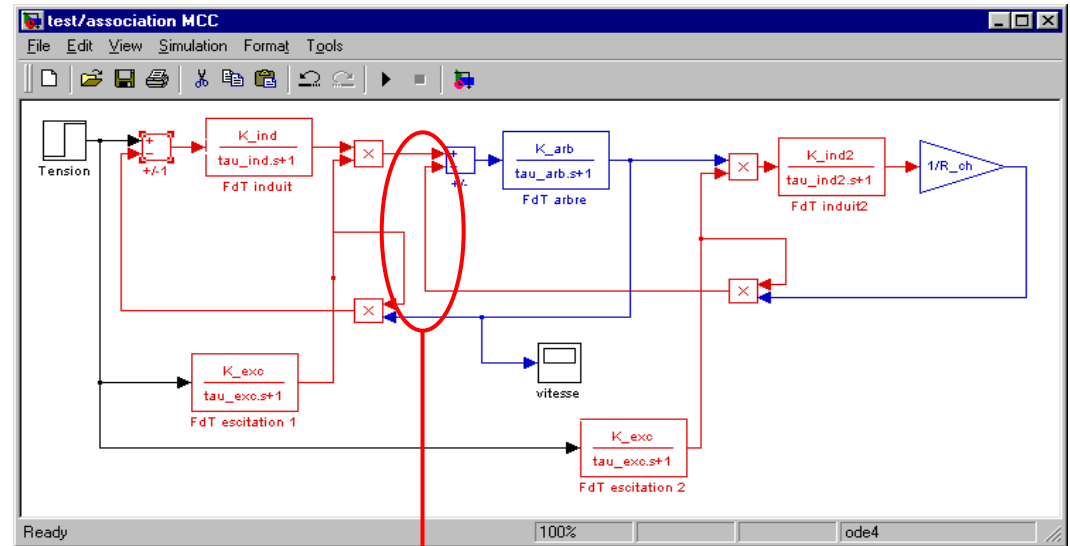 test/association MCC
File Edit View Simulation Format Tools
Tension
+
−
+/-1
K_ind
tau_ind.s+1
FdT induit
×
+
−
+/-
K_arb
tau_arb.s+1
FdT arbre
×
K_ind2
tau_ind2.s+1
FdT induit2
1/R_ch
×
×
K_exc
tau_exc.s+1
FdT escitation 1
vitesse
K_exc
tau_exc.s+1
FdT escitation 2
Ready 100% ode4